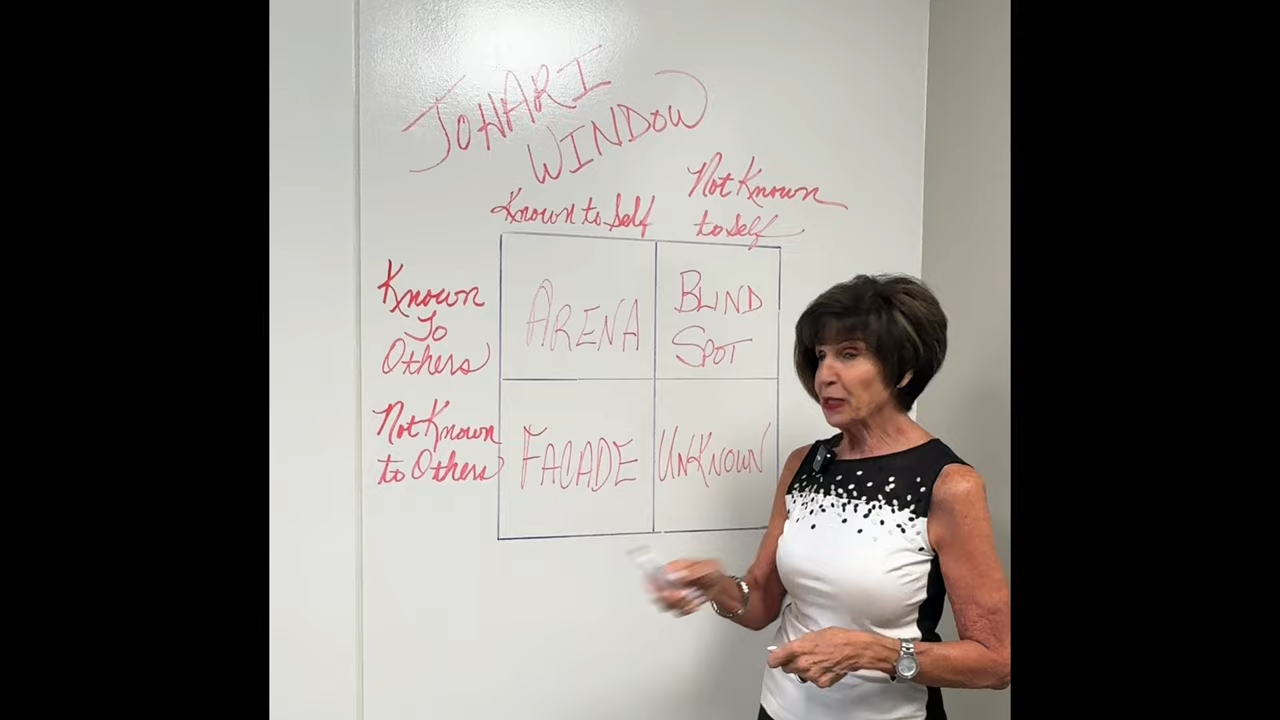 JOHARI
WINDOW
Known to Self
Not Known
to Self
Known
To
Others
ARENA
BLIND
SPOT
Not Known
to Others
FACADE
UNKNOWN